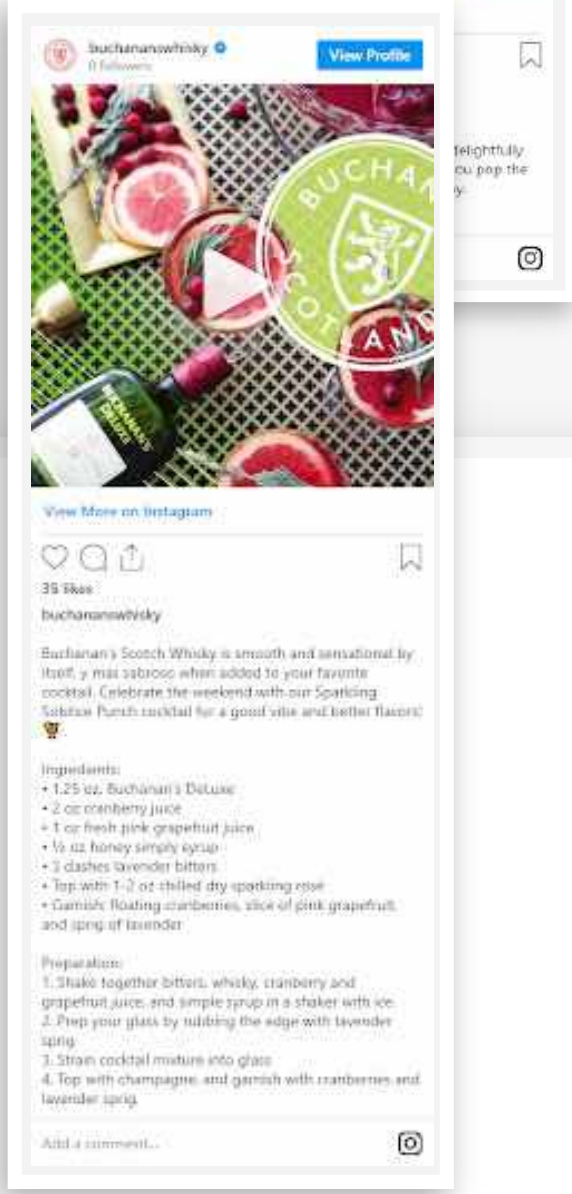 buchananswhisky
0 followers
View Profile
BUCHANAN
SCOTLAND
BUCHANAN'S
DELUXE
View More on Instagram
35 likes
buchananswhisky
Buchanan's Scotch Whisky is smooth and sensational by
itself, y mas sabroso when added to your favorite
cocktail. Celebrate the weekend with our Sparkling
Solstice Punch cocktail for a good vibe and better flavors!
Ingredients:
• 1.25 oz. Buchanan's DeLuxe
• 2 oz cranberry juice
• 1 oz fresh pink grapefruit juice
• ½ oz honey simply syrup
• 3 dashes lavender bitters
• Top with 1-2 oz chilled dry sparkling rosé
• Garnish: floating cranberries, slice of pink grapefruit,
and sprig of lavender
Preparation:
1. Shake together bitters, whisky, cranberry and
grapefruit juice, and simple syrup in a shaker with ice.
2. Prep your glass by rubbing the edge with lavender
sprig
3. Strain cocktail mixture into glass
4. Top with champagne, and garnish with cranberries and
lavender sprig.
Add a comment...
delightfully
ou pop the
y.